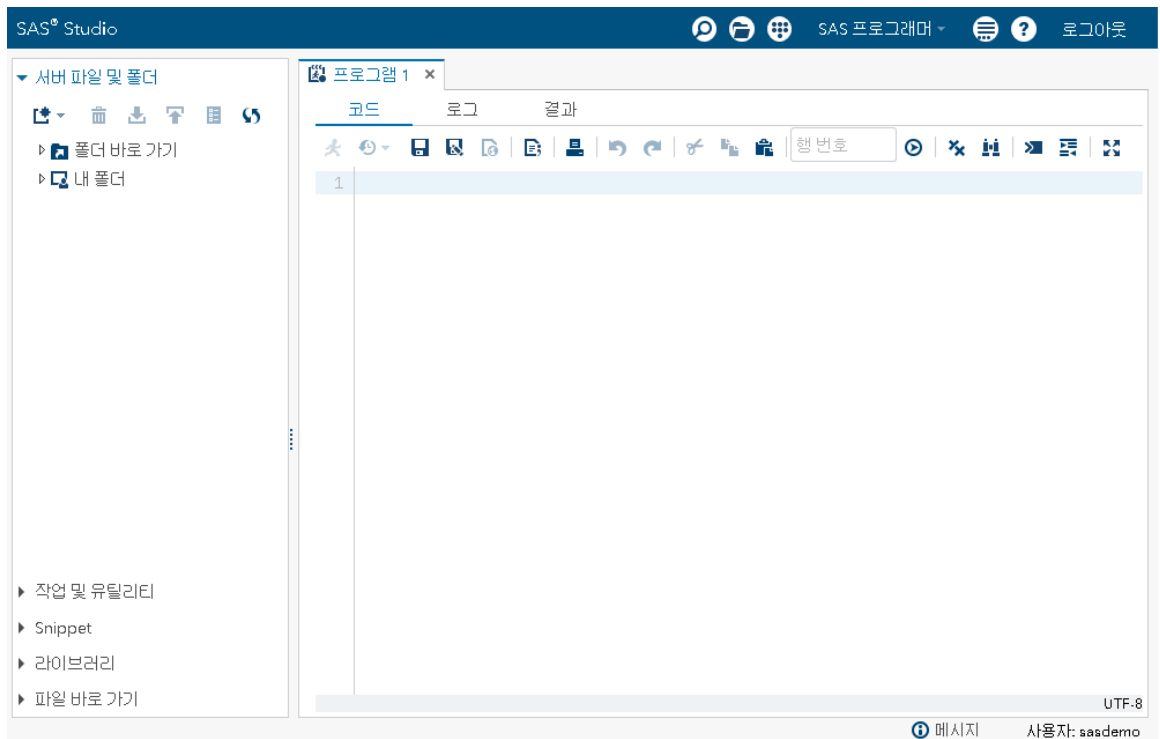 SAS® Studio
SAS 프로그래머
로그아웃
서버 파일 및 폴더
폴더 바로 가기
내 폴더
작업 및 유틸리티
Snippet
라이브러리
파일 바로 가기
프로그램 1
코드 로그 결과
행 번호
1
UTF-8
메시지 사용자: sasdemo